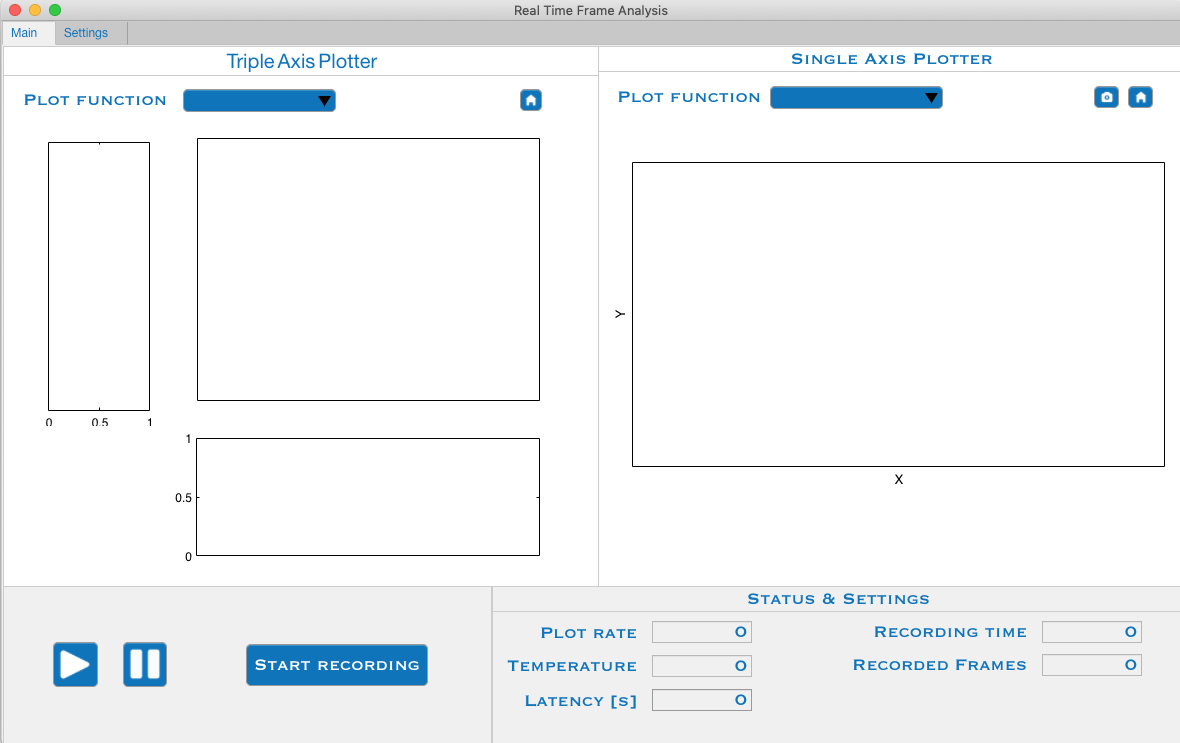 Real Time Frame Analysis
Main Settings
Triple Axis Plotter
Plot function
0 0.5 1
1
0.5
0
Single Axis Plotter
Plot function
Y
X
Start recording
Status & Settings
Plot rate 0
Temperature 0
Latency [s] 0
Recording time 0
Recorded Frames 0